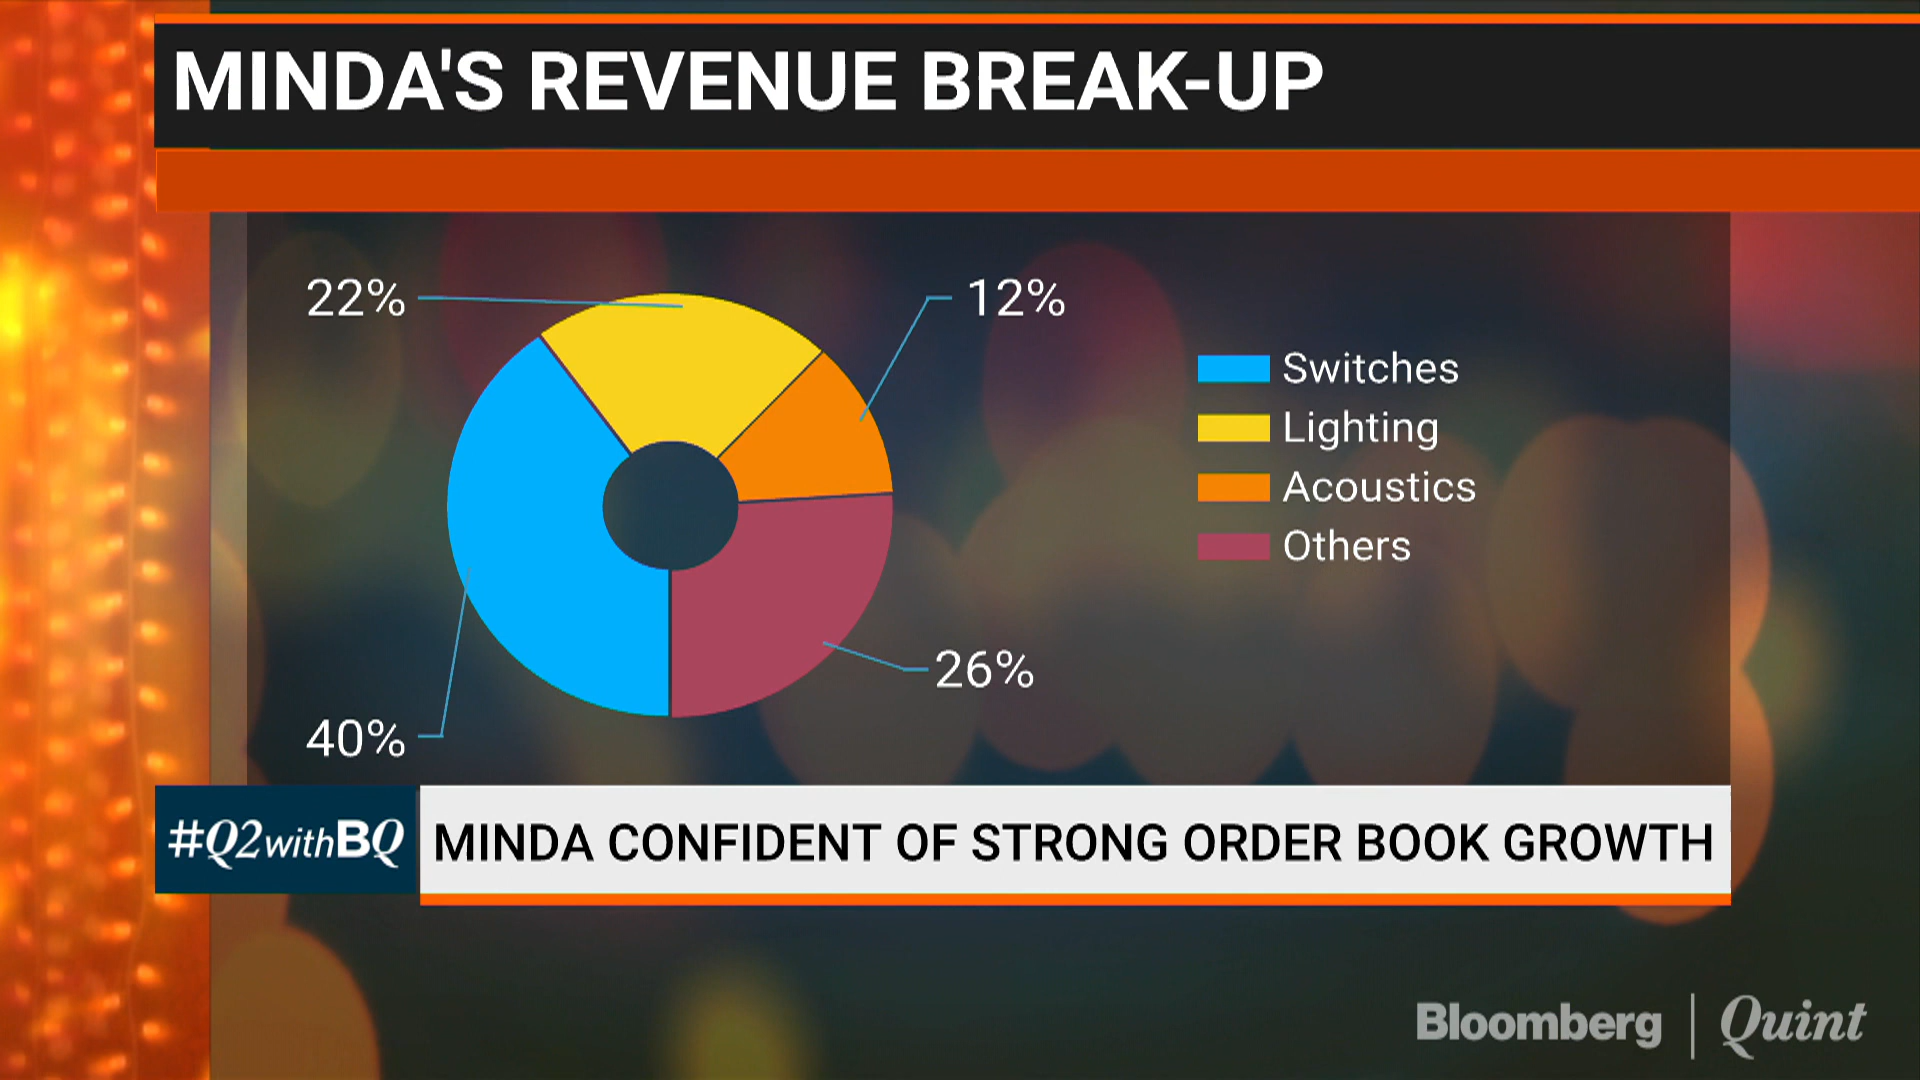 MINDA'S REVENUE BREAK-UP
22%
12%
Switches
Lighting
Acoustics
Others
26%
40%
#Q2withBQ
MINDA CONFIDENT OF STRONG ORDER BOOK GROWTH
Bloomberg | Quint